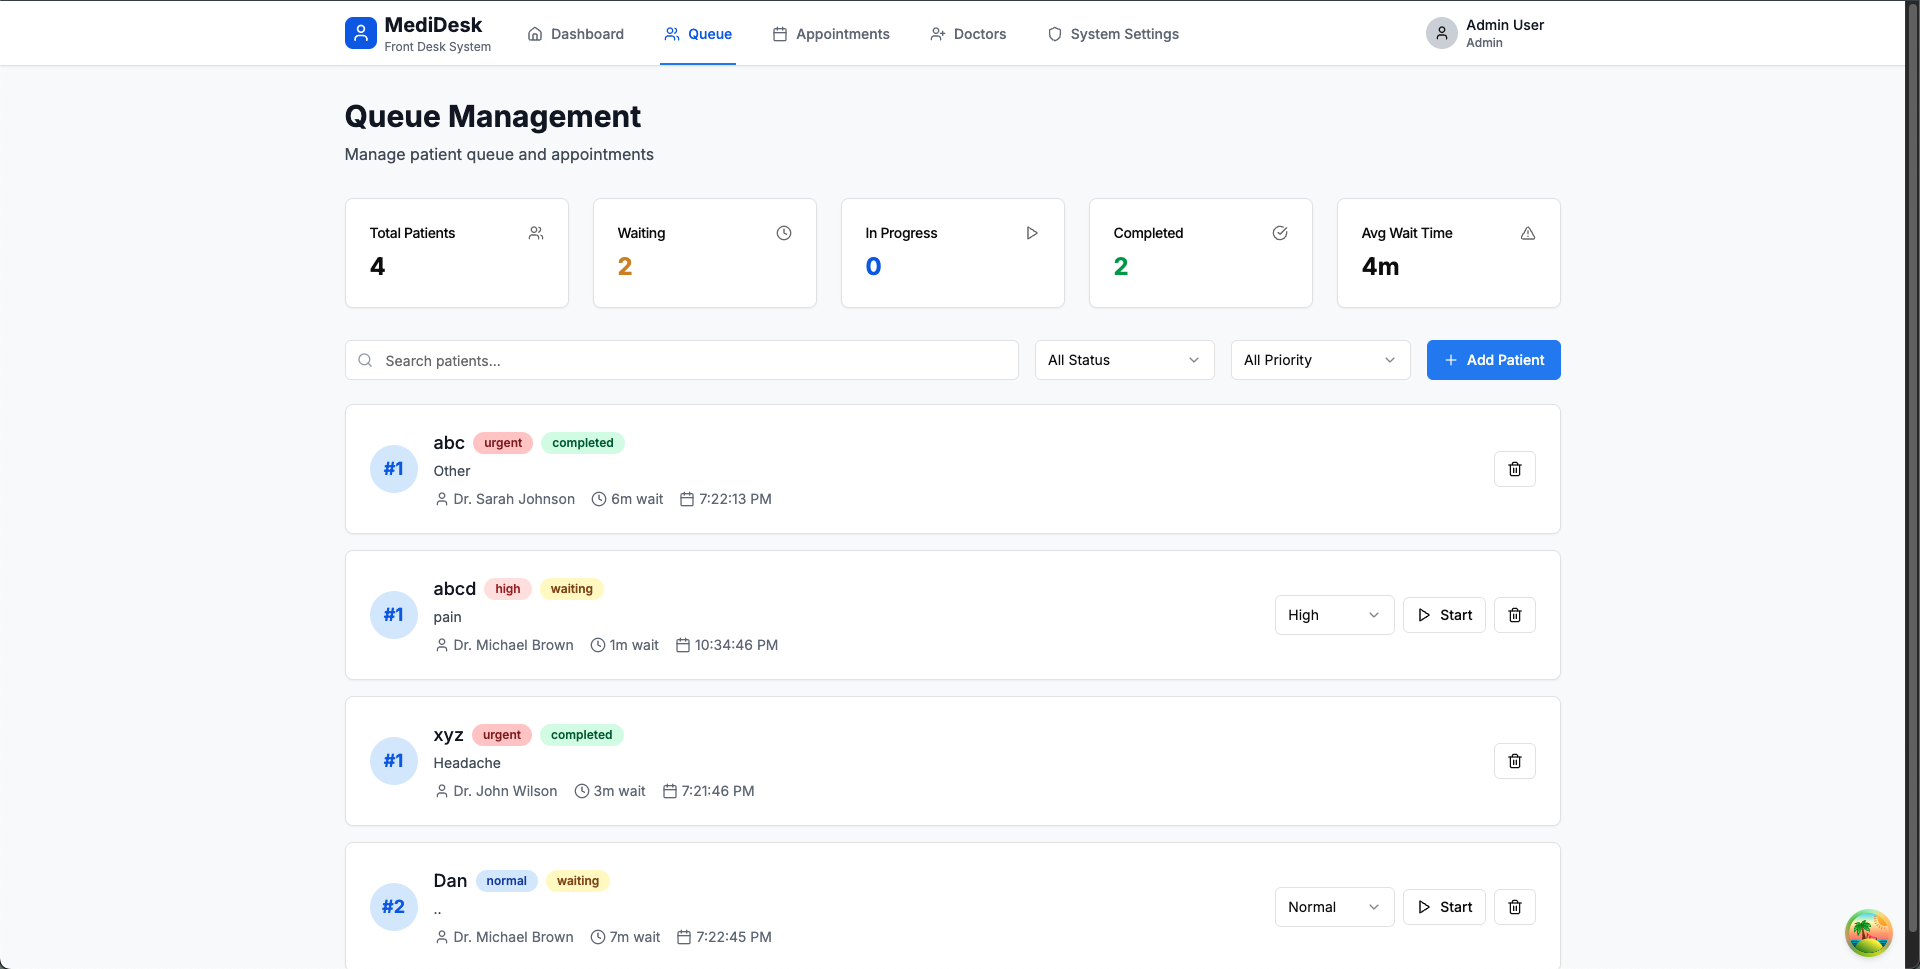 MediDesk
Front Desk System
Dashboard
Queue
Appointments
Doctors
System Settings
Admin User
Admin
Queue Management
Manage patient queue and appointments
Total Patients
4
Waiting
2
In Progress
0
Completed
2
Avg Wait Time
4m
Search patients...
All Status
All Priority
Add Patient
#1
abc urgent completed
Other
Dr. Sarah Johnson 6m wait 7:22:13 PM
#1
abcd high waiting
pain
Dr. Michael Brown 1m wait 10:34:46 PM
High
Start
#1
xyz urgent completed
Headache
Dr. John Wilson 3m wait 7:21:46 PM
#2
Dan normal waiting
..
Dr. Michael Brown 7m wait 7:22:45 PM
Normal
Start